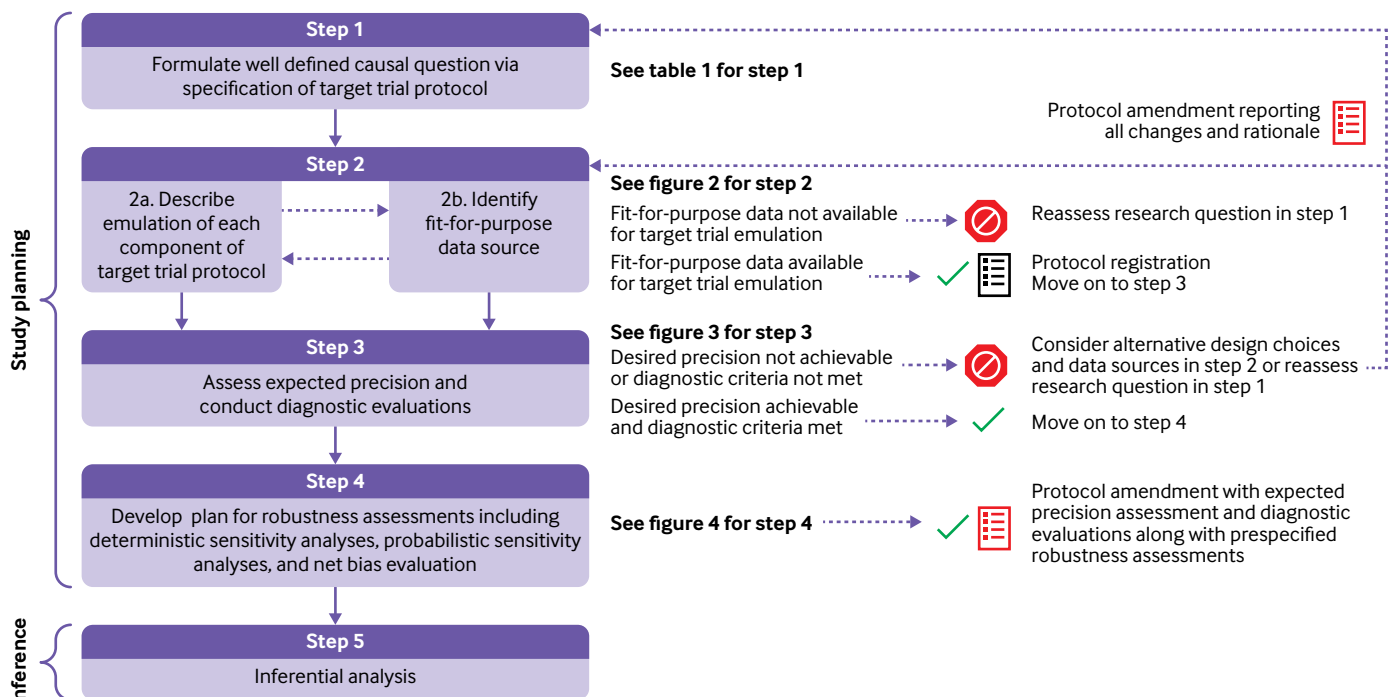 Study planning
Step 1
Formulate well defined causal question via
specification of target trial protocol
See table 1 for step 1
Protocol amendment reporting
all changes and rationale
Step 2
2a. Describe
emulation of each
component of
target trial protocol
2b. Identify
fit-for-purpose
data source
See figure 2 for step 2
Fit-for-purpose data not available
for target trial emulation
Reassess research question in step 1
Fit-for-purpose data available
for target trial emulation
Protocol registration
Move on to step 3
Step 3
Assess expected precision and
conduct diagnostic evaluations
See figure 3 for step 3
Desired precision not achievable
or diagnostic criteria not met
Consider alternative design choices
and data sources in step 2 or reassess
research question in step 1
Desired precision achievable
and diagnostic criteria met
Move on to step 4
Step 4
Develop plan for robustness assessments including
deterministic sensitivity analyses, probabilistic sensitivity
analyses, and net bias evaluation
See figure 4 for step 4
Protocol amendment with expected
precision assessment and diagnostic
evaluations along with prespecified
robustness assessments
Inference
Step 5
Inferential analysis